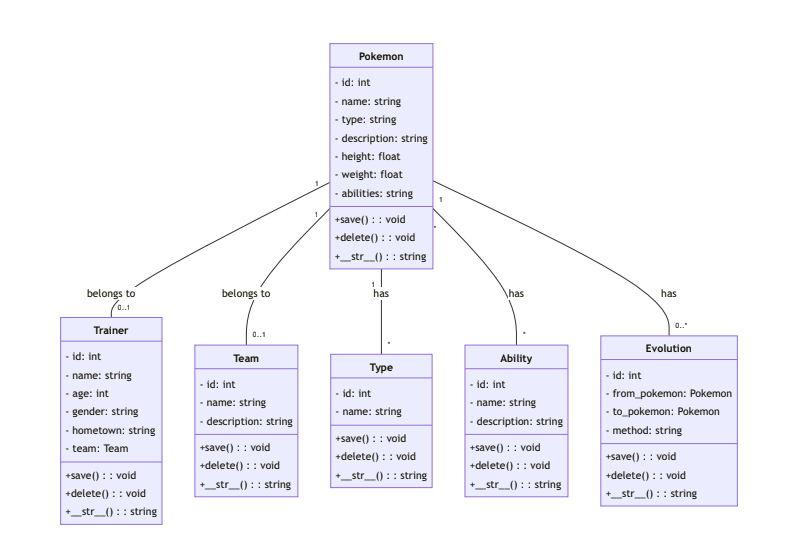 Pokemon
- id: int
- name: string
- type: string
- description: string
- height: float
- weight: float
- abilities: string
+save() : : void
+delete() : : void
+__str__() : : string
1
1
1
1
*
belongs to
belongs to
has
has
has
0..1
0..1
*
*
0..*
Trainer
- id: int
- name: string
- age: int
- gender: string
- hometown: string
- team: Team
+save() : : void
+delete() : : void
+__str__() : : string
Team
- id: int
- name: string
- description: string
+save() : : void
+delete() : : void
+__str__() : : string
Type
- id: int
- name: string
+save() : : void
+delete() : : void
+__str__() : : string
Ability
- id: int
- name: string
- description: string
+save() : : void
+delete() : : void
+__str__() : : string
Evolution
- id: int
- from_pokemon: Pokemon
- to_pokemon: Pokemon
- method: string
+save() : : void
+delete() : : void
+__str__() : : string